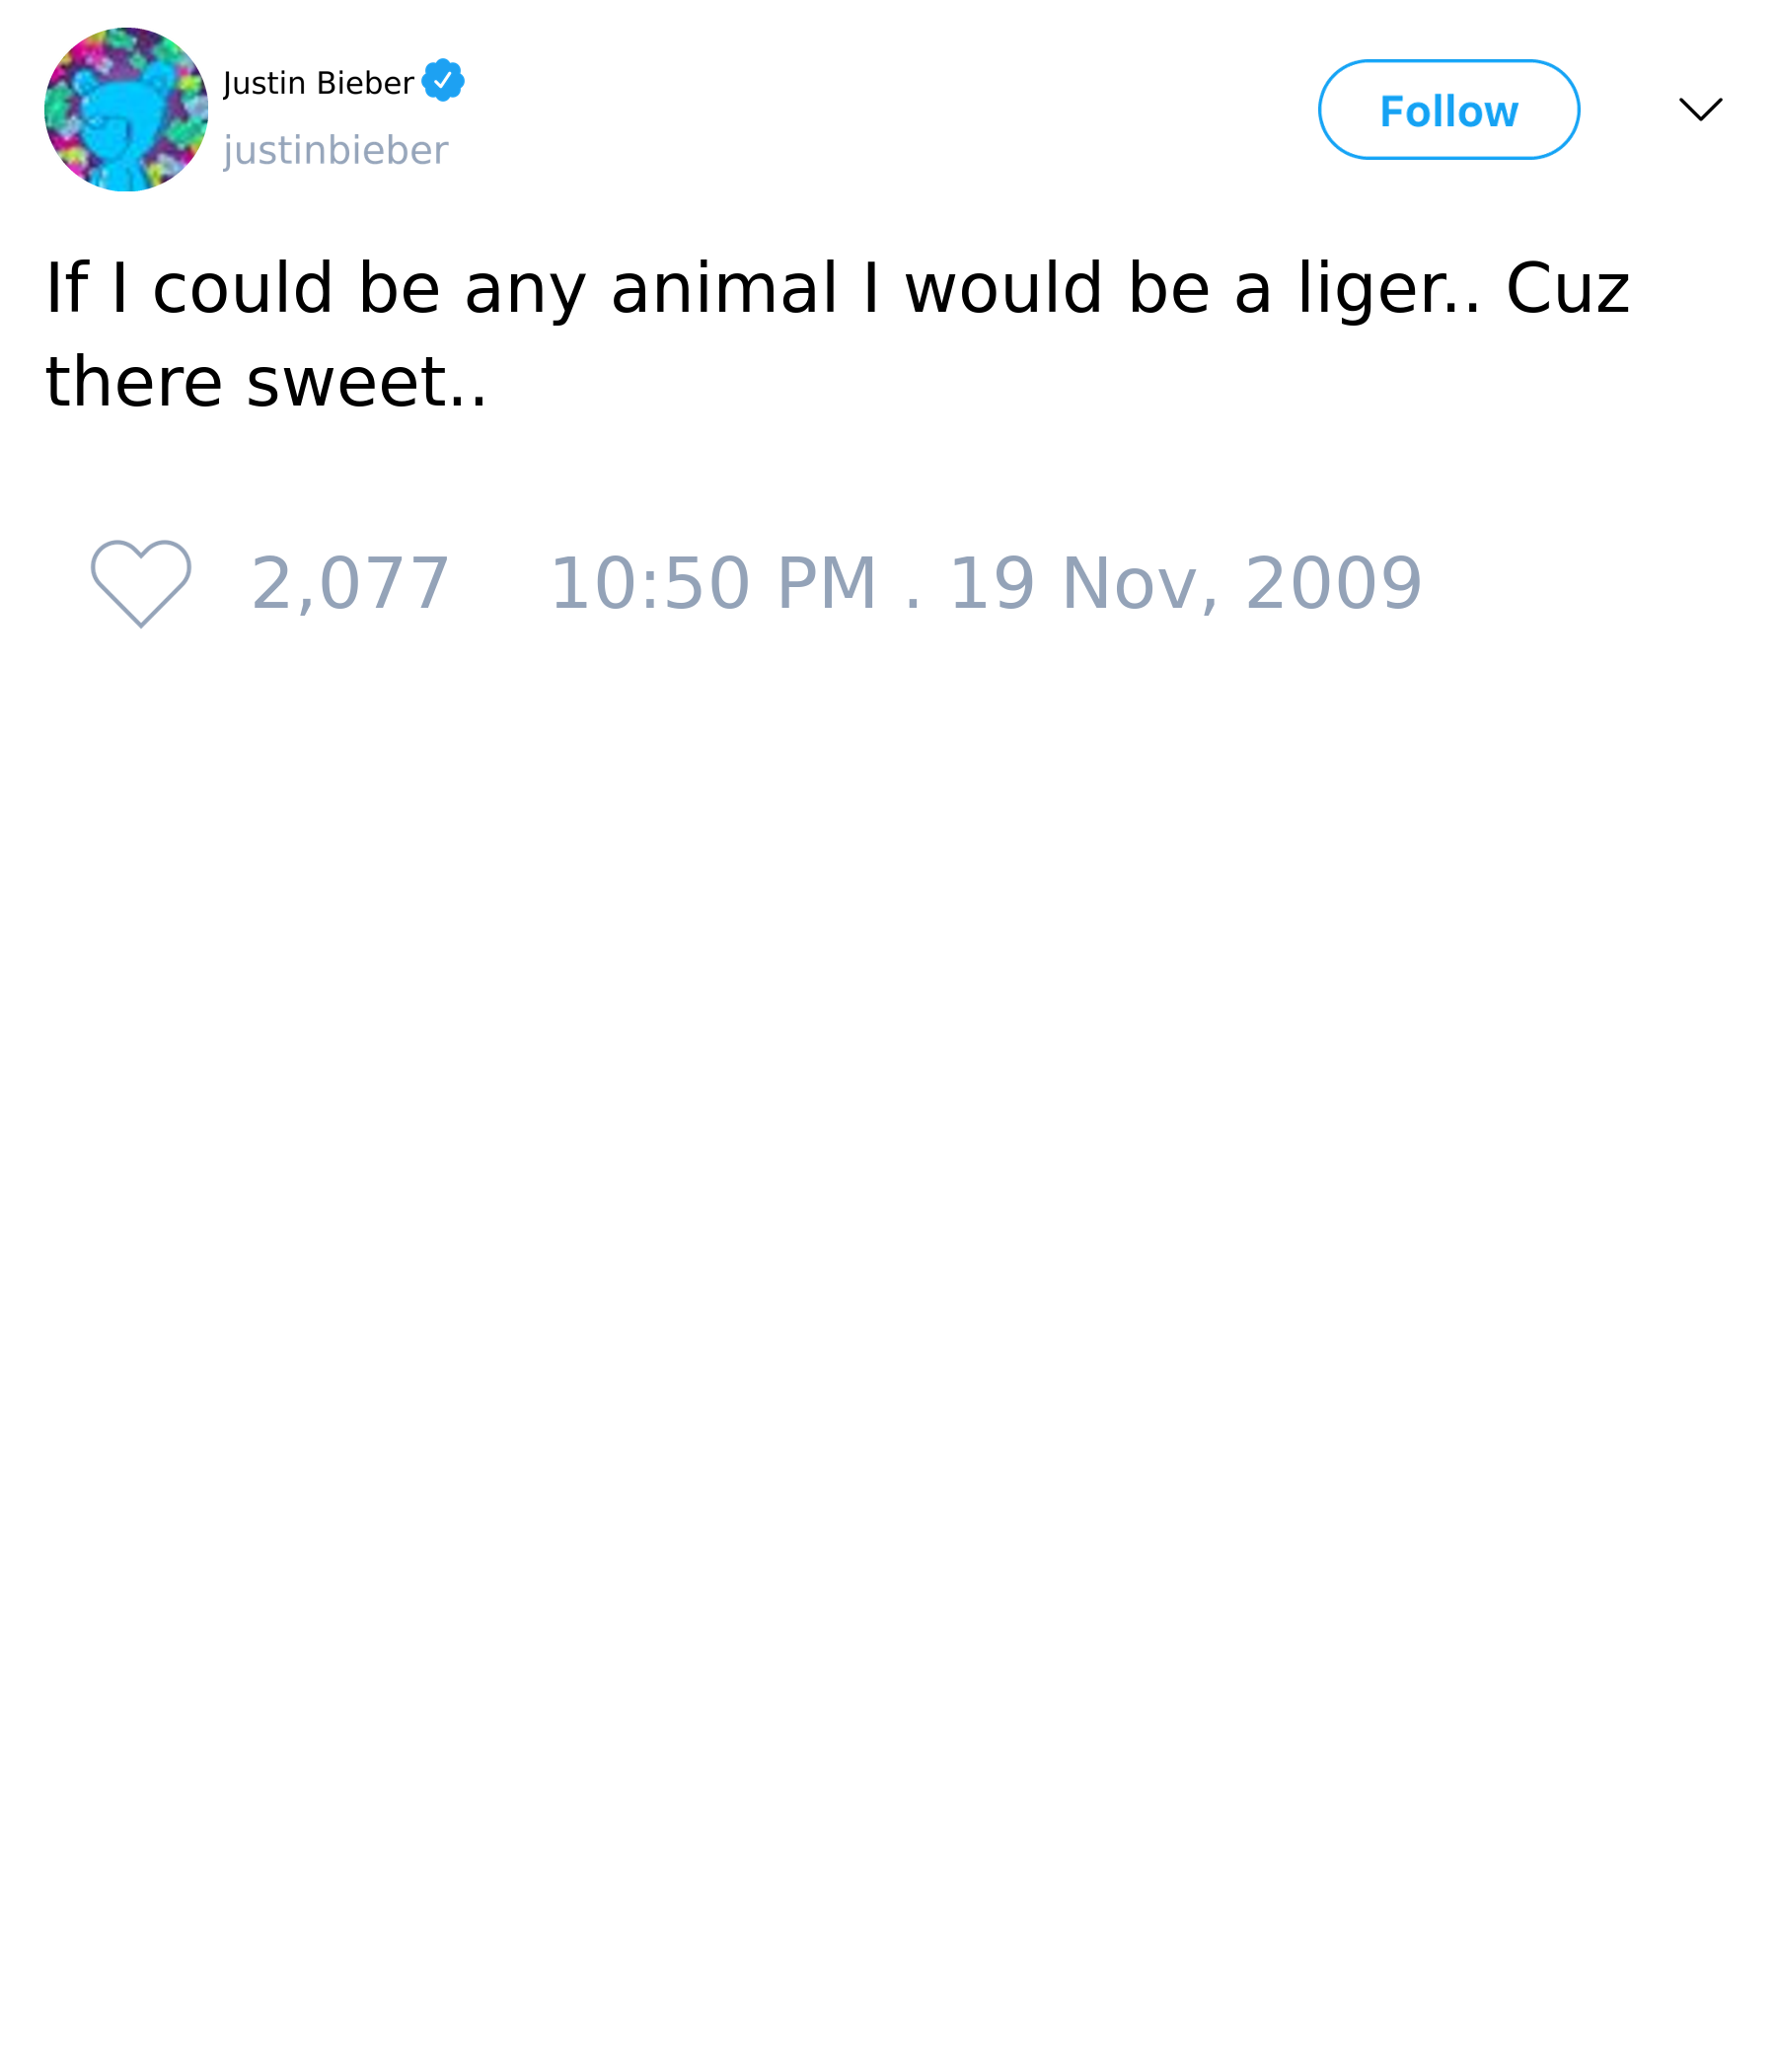 Justin Bieber
justinbieber
Follow
If I could be any animal I would be a liger.. Cuz
there sweet..
2,077 10:50 PM . 19 Nov, 2009